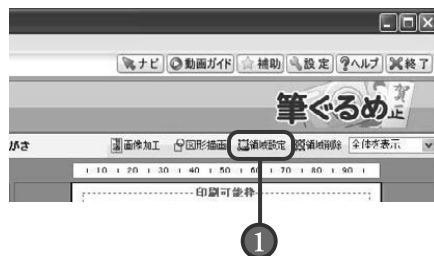 ナビ 動画ガイド 補助 設定 ?ヘルプ 終了
筆ぐるめ 賀正
がき 画像加工 図形描画 領域設定 領域削除 全体を表示
10 20 30 40 50 60 70 80 90
印刷可能枠
1